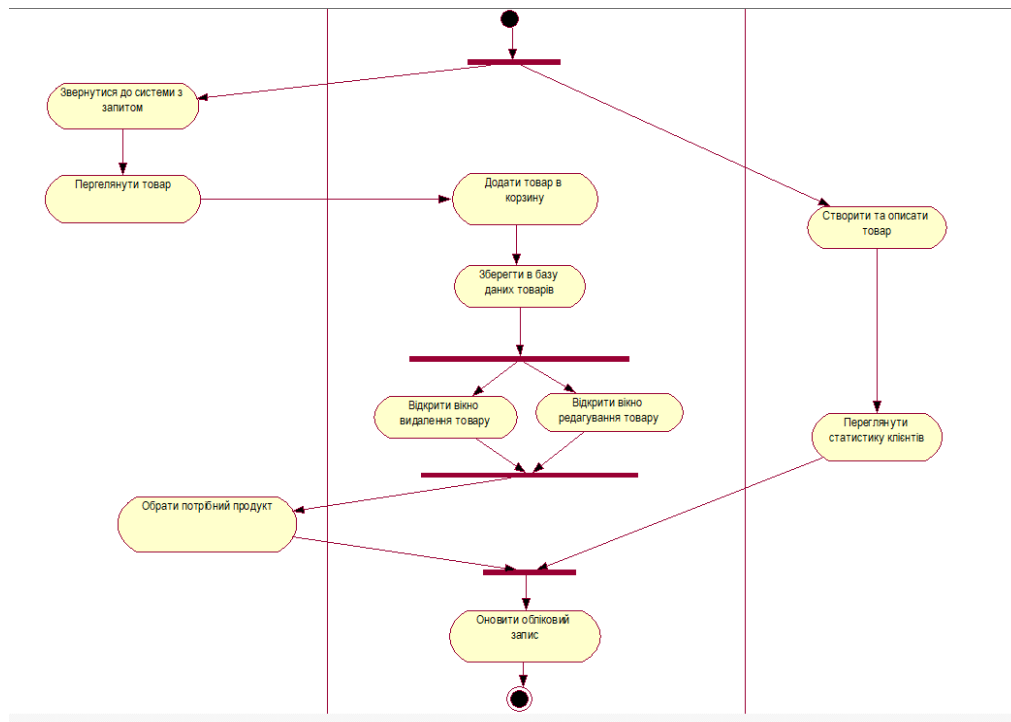 Звернутися до системи з
запитом
Пергелянути товар
Додати товар в
корзину
Створити та описати
товар
Зберегти в базу
даних товарів
Відкрити вікно
видалення товару
Відкрити вікно
редагування товару
Переглянути
статистику клієнтів
Обрати потрібний продукт
Оновити обліковий
запис